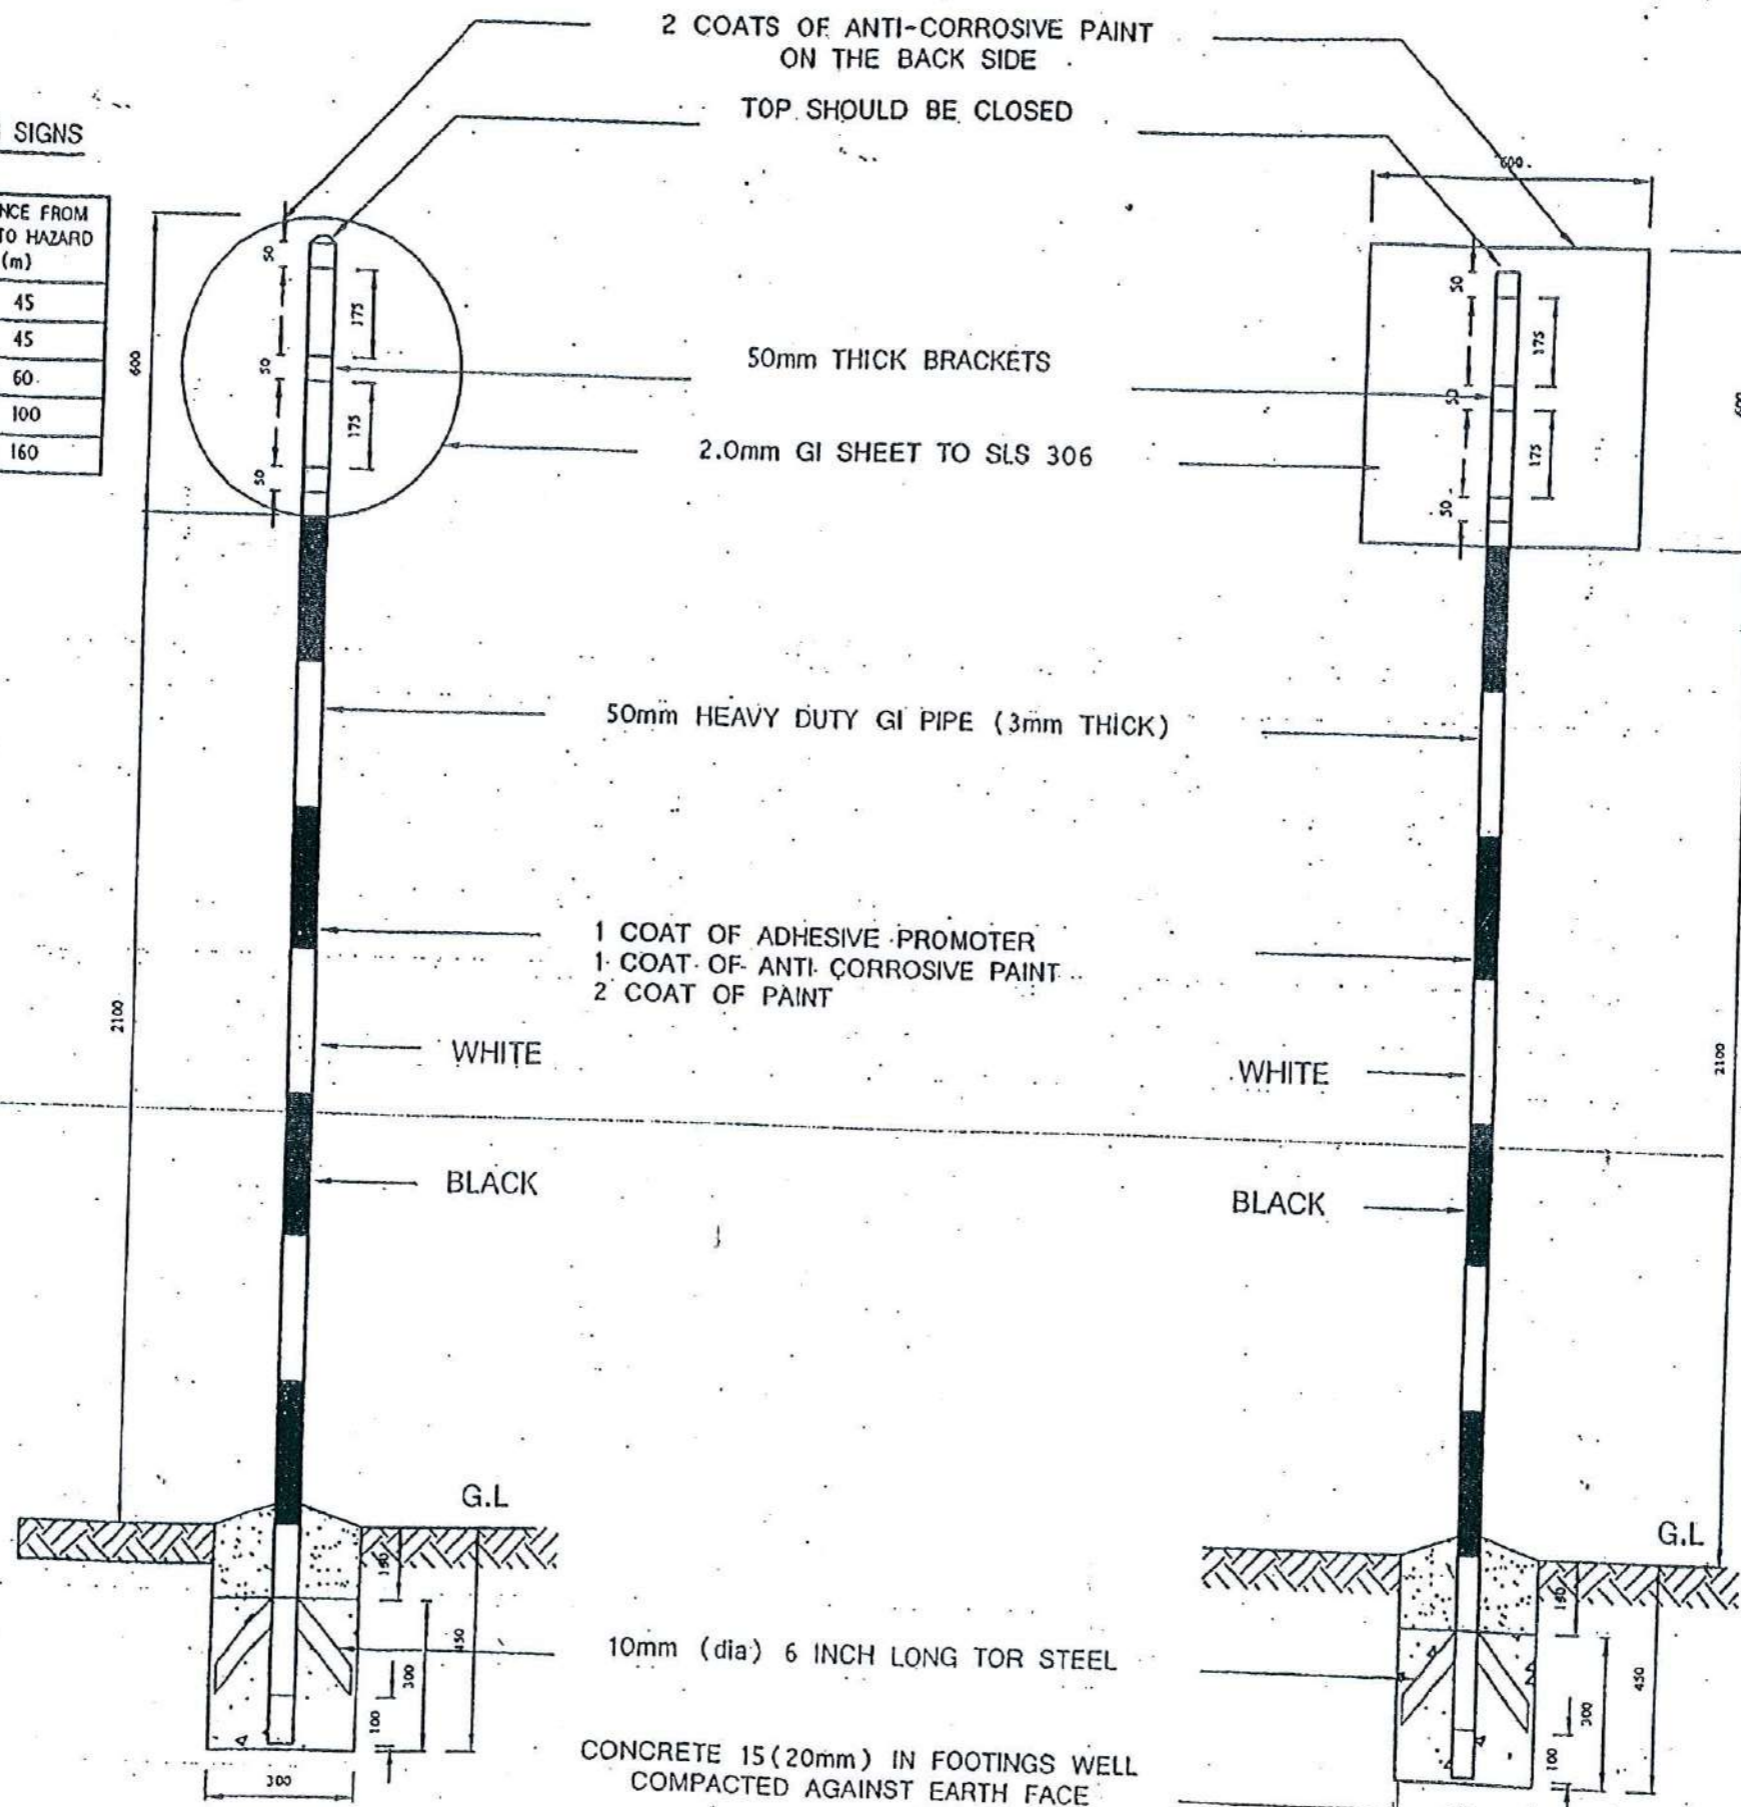 2 COATS OF ANTI-CORROSIVE PAINT
ON THE BACK SIDE
TOP SHOULD BE CLOSED
SIGNS
NCE FROM
TO HAZARD
(m)
45
45
60
100
160
600
50
175
50
175
50
600
600
50
175
50
175
50
600
50mm THICK BRACKETS
2.0mm GI SHEET TO SLS 306
50mm HEAVY DUTY GI PIPE (3mm THICK)
1 COAT OF ADHESIVE PROMOTER
1 COAT OF ANTI CORROSIVE PAINT
2 COAT OF PAINT
2100
2100
WHITE
WHITE
BLACK
BLACK
G.L
G.L
150
450
300
100
300
150
450
300
100
10mm (dia) 6 INCH LONG TOR STEEL
CONCRETE 15(20mm) IN FOOTINGS WELL
COMPACTED AGAINST EARTH FACE